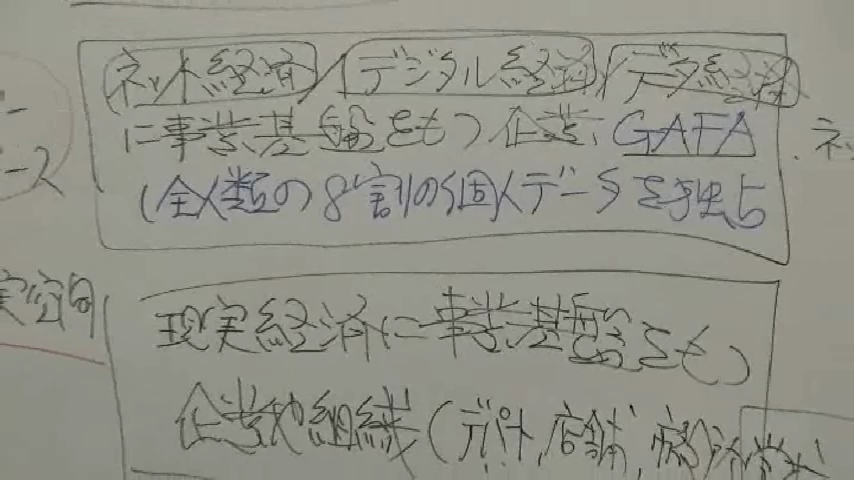 ネット経済/デジタル経済/データ経済
に事業基盤をもつ企業、GAFA
(全人類の8割の個人データを独占
現実経済に事業基盤をもつ
企業や組織(デパート,店舗,